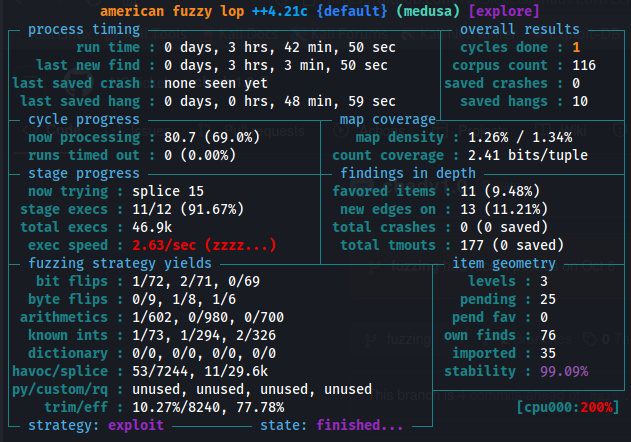 american fuzzy lop ++4.21c {default} (medusa) [explore]
process timing overall results
run time : 0 days, 3 hrs, 42 min, 50 sec cycles done : 1
last new find : 0 days, 3 hrs, 3 min, 50 sec corpus count : 116
last saved crash : none seen yet saved crashes : 0
last saved hang : 0 days, 0 hrs, 48 min, 59 sec saved hangs : 10
cycle progress map coverage
now processing : 80.7 (69.0%) map density : 1.26% / 1.34%
runs timed out : 0 (0.00%) count coverage : 2.41 bits/tuple
stage progress findings in depth
now trying : splice 15 favored items : 11 (9.48%)
stage execs : 11/12 (91.67%) new edges on : 13 (11.21%)
total execs : 46.9k total crashes : 0 (0 saved)
exec speed : 2.63/sec (zzzz...) total tmouts : 177 (0 saved)
fuzzing strategy yields item geometry
bit flips : 1/72, 2/71, 0/69 levels : 3
byte flips : 0/9, 1/8, 1/6 pending : 25
arithmetics : 1/602, 0/980, 0/700 pend fav : 0
known ints : 1/73, 1/294, 2/326 own finds : 76
dictionary : 0/0, 0/0, 0/0, 0/0 imported : 35
havoc/splice : 53/7244, 11/29.6k stability : 99.09%
py/custom/rq : unused, unused, unused, unused
trim/eff : 10.27%/8240, 77.78% [cpu000:200%]
strategy: exploit state: finished...